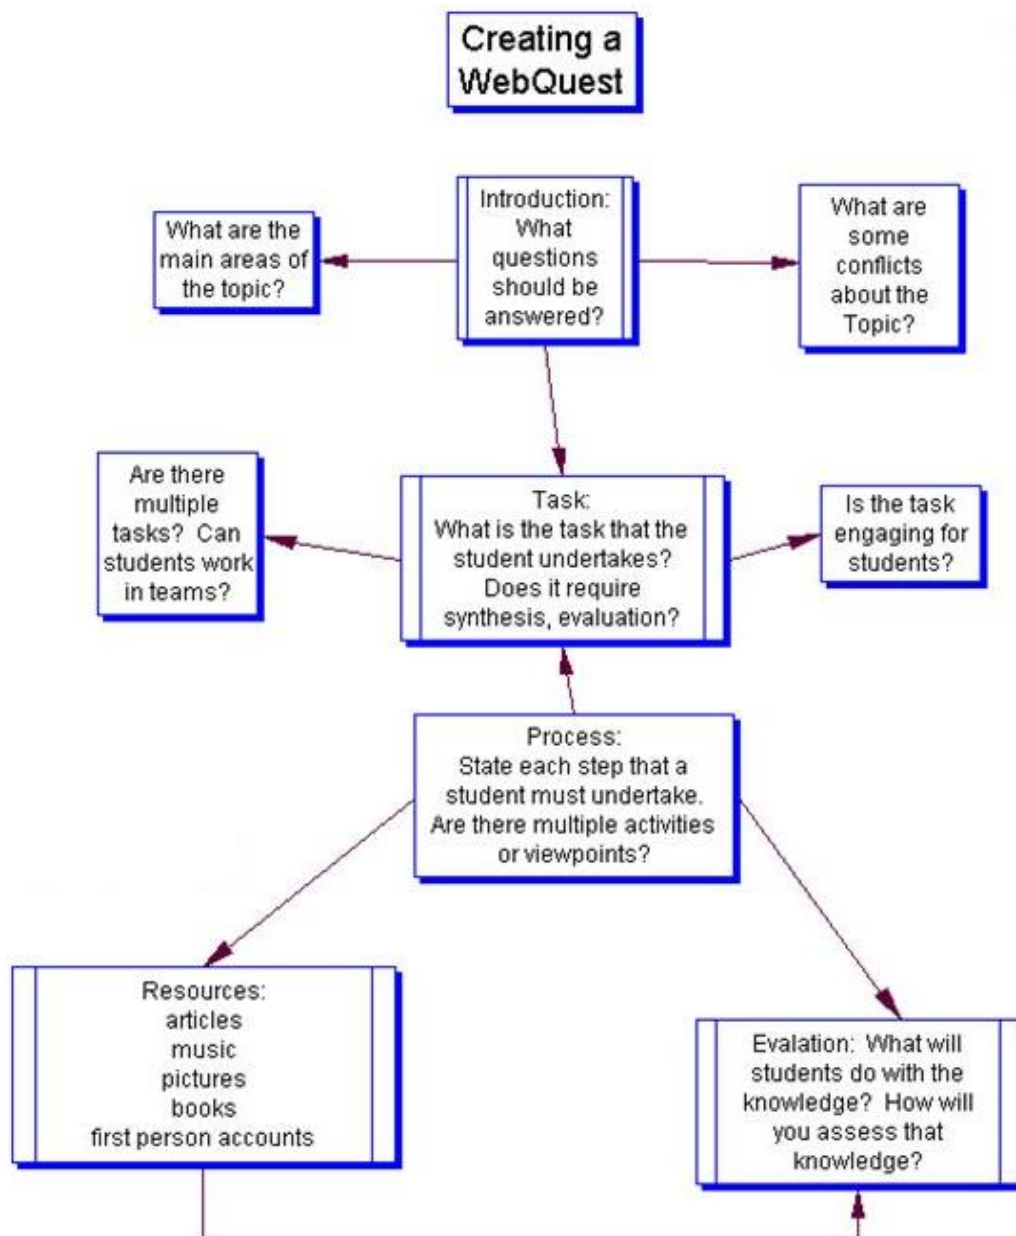 Creating a
WebQuest
Introduction:
What
questions
should be
answered?
What are the
main areas of
the topic?
What are
some
conflicts
about the
Topic?
Are there
multiple
tasks?  Can
students work
in teams?
Task:
What is the task that the
student undertakes?
Does it require
synthesis, evaluation?
Is the task
engaging for
students?
Process:
State each step that a
student must undertake.
Are there multiple activities
or viewpoints?
Resources:
articles
music
pictures
books
first person accounts
Evalation:  What will
students do with the
knowledge?  How will
you assess that
knowledge?